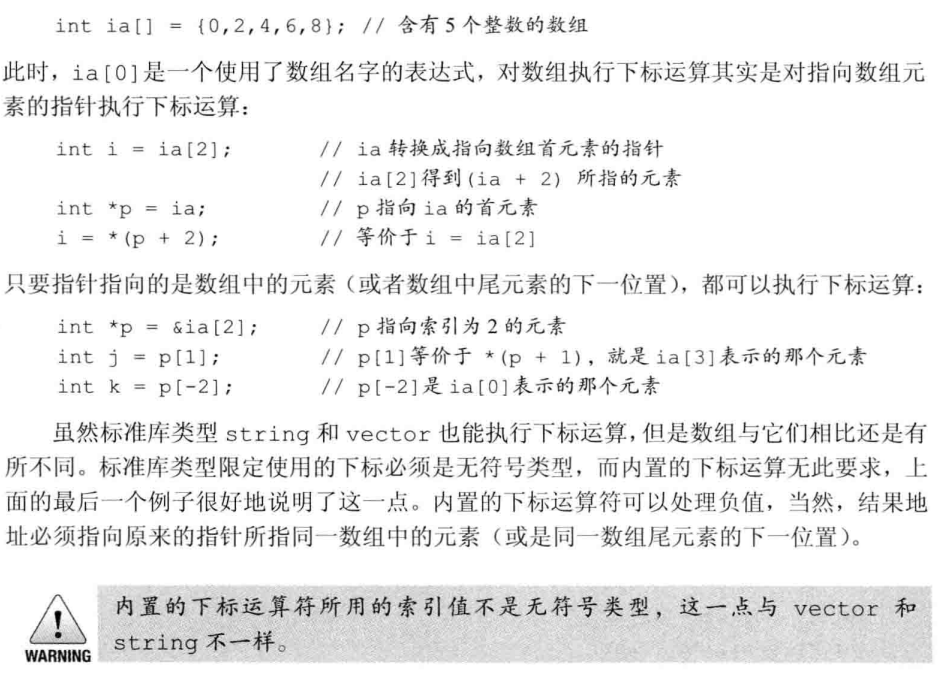 int ia[] = {0,2,4,6,8}; // 含有5个整数的数组
此时，ia[0]是一个使用了数组名字的表达式，对数组执行下标运算其实是对指向数组元
素的指针执行下标运算：
int i = ia[2]; // ia转换成指向数组首元素的指针
// ia[2]得到(ia + 2) 所指的元素
int *p = ia; // p指向ia的首元素
i = *(p + 2); // 等价于i = ia[2]
只要指针指向的是数组中的元素（或者数组中尾元素的下一位置），都可以执行下标运算：
int *p = &ia[2]; // p指向索引为2的元素
int j = p[1]; // p[1]等价于 *(p + 1)，就是ia[3]表示的那个元素
int k = p[-2]; // p[-2]是ia[0]表示的那个元素
虽然标准库类型 string 和 vector 也能执行下标运算，但是数组与它们相比还是有
所不同。标准库类型限定使用的下标必须是无符号类型，而内置的下标运算无此要求，上
面的最后一个例子很好地说明了这一点。内置的下标运算符可以处理负值，当然，结果地
址必须指向原来的指针所指同一数组中的元素（或是同一数组尾元素的下一位置）。
内置的下标运算符所用的索引值不是无符号类型，这一点与 vector 和
string 不一样。
WARNING